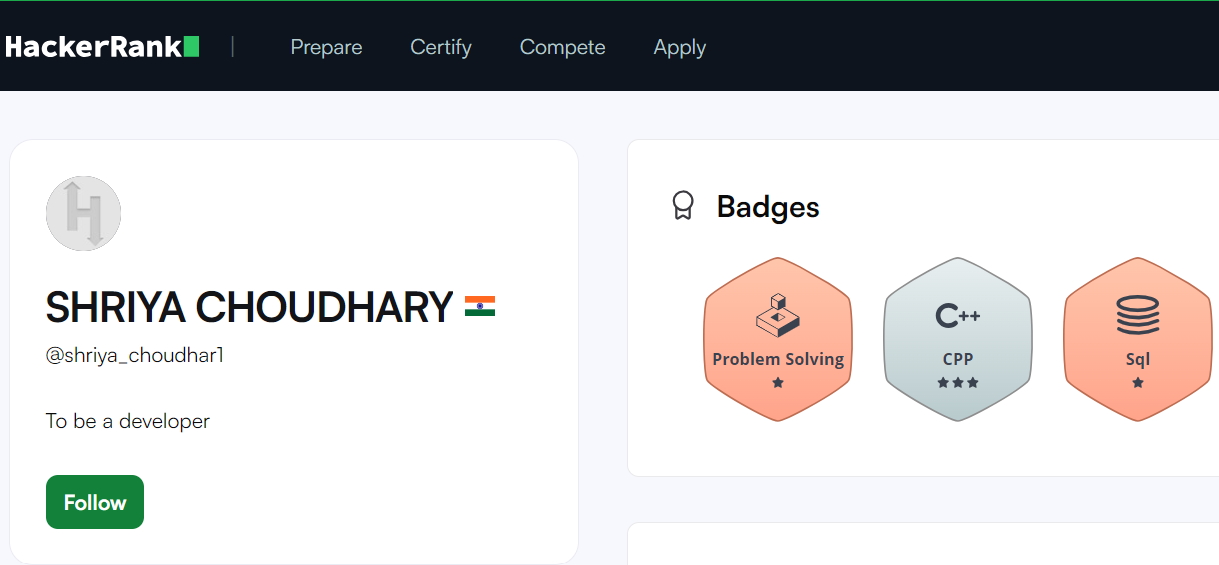 HackerRank
Prepare Certify Compete Apply
SHRIYA CHOUDHARY
@shriya_choudhar1
To be a developer
Follow
Badges
Problem Solving
C++
CPP
Sql